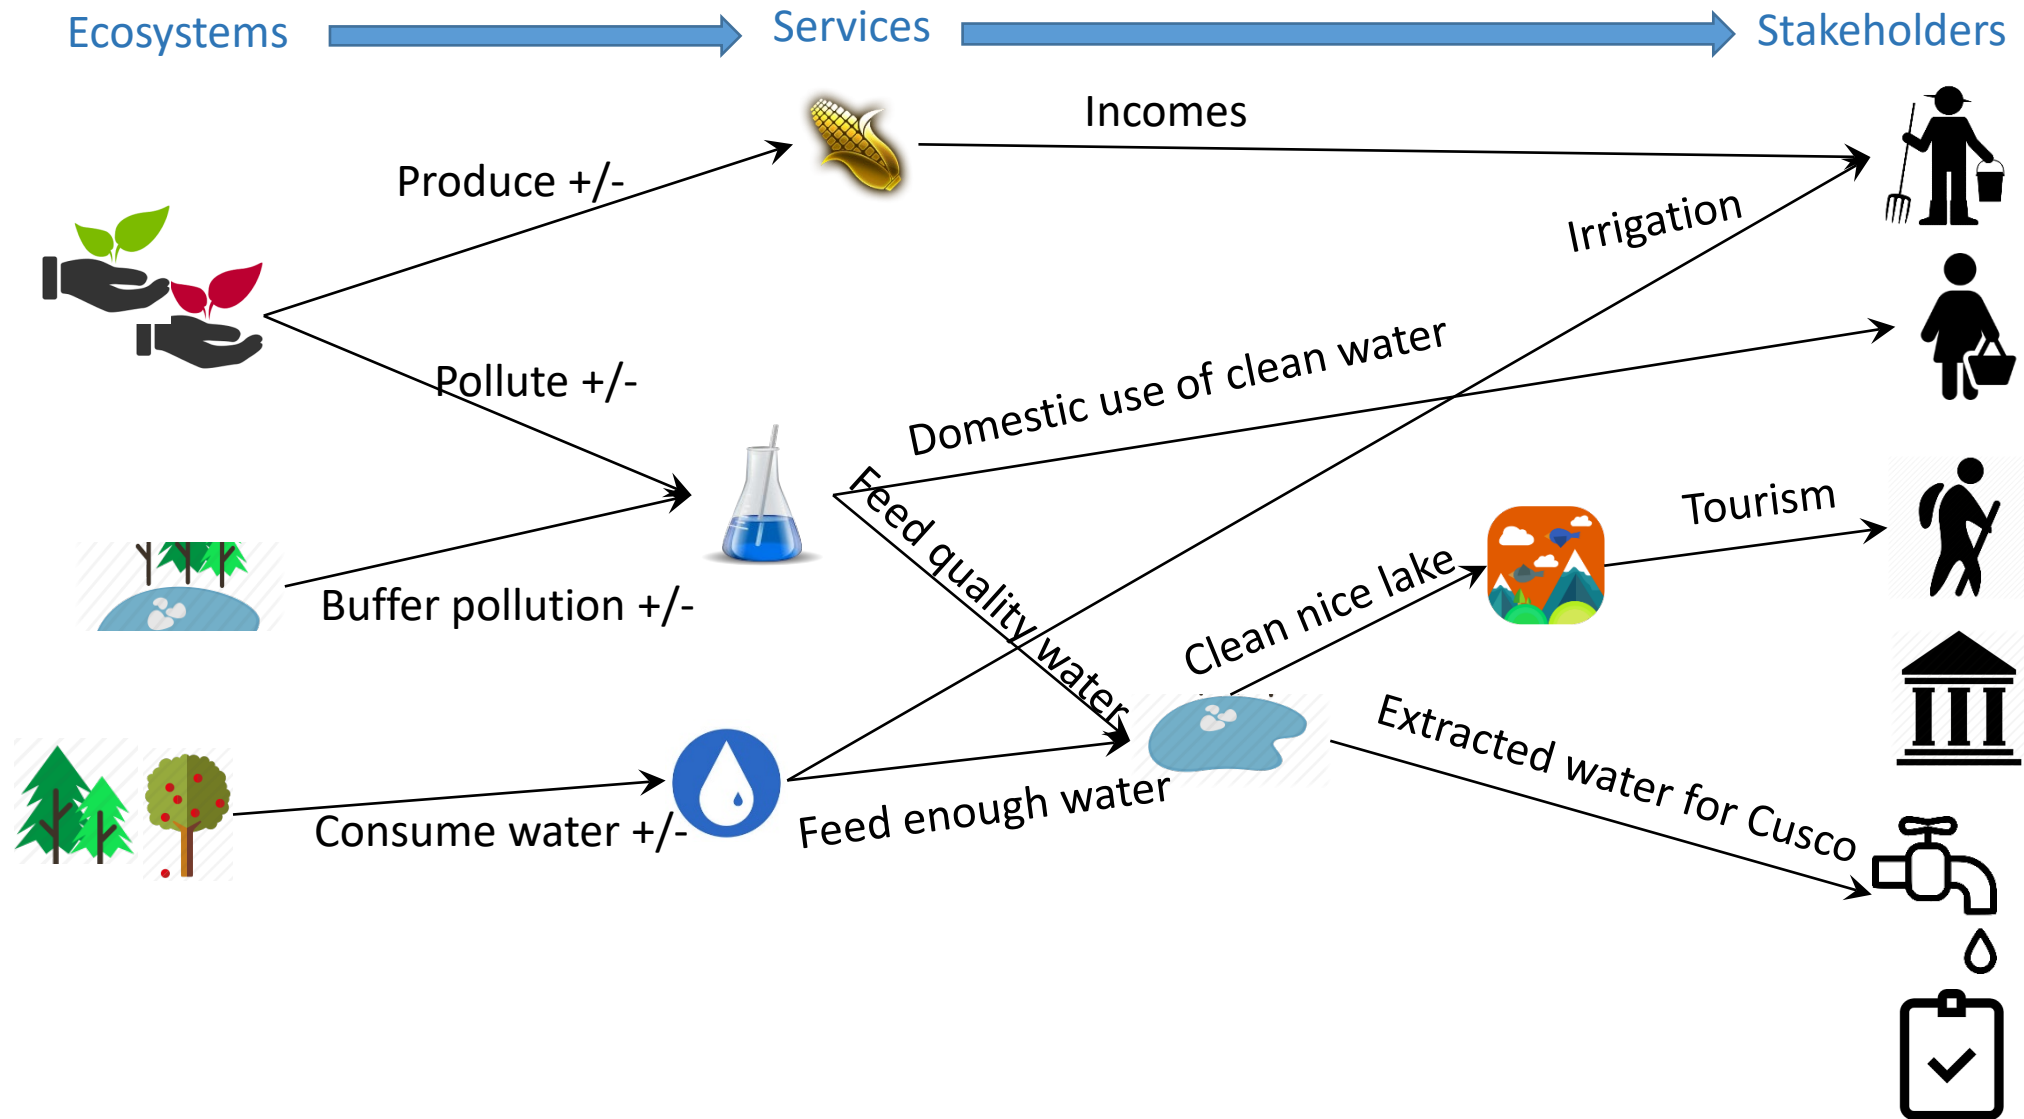 Ecosystems
Services
Stakeholders
Incomes
Produce +/-
Irrigation
Pollute +/-
Domestic use of clean water
Feed quality water
Tourism
Clean nice lake
Buffer pollution +/-
Extracted water for Cusco
Feed enough water
Consume water +/-